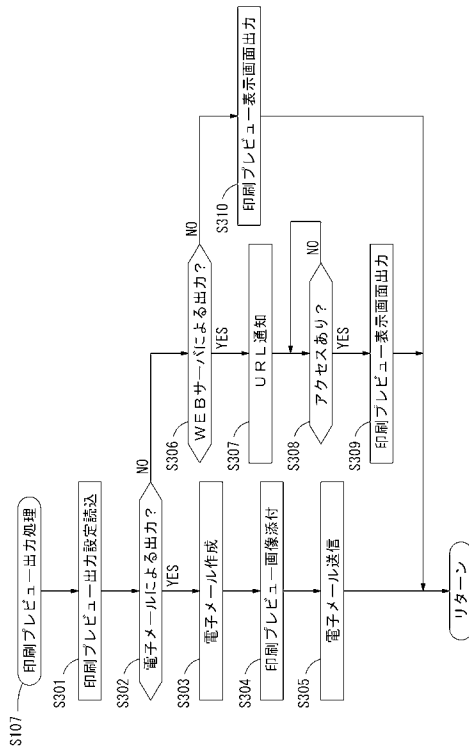 S107
印刷プレビュー出力処理
S301
印刷プレビュー出力設定読込
S302
電子メールによる出力?
NO
YES
S303
電子メール作成
S304
印刷プレビュー画像添付
S305
電子メール送信
S306
WEBサーバによる出力?
NO
YES
S307
URL通知
S308
アクセスあり?
NO
YES
S309
印刷プレビュー表示画面出力
S310
印刷プレビュー表示画面出力
リターン